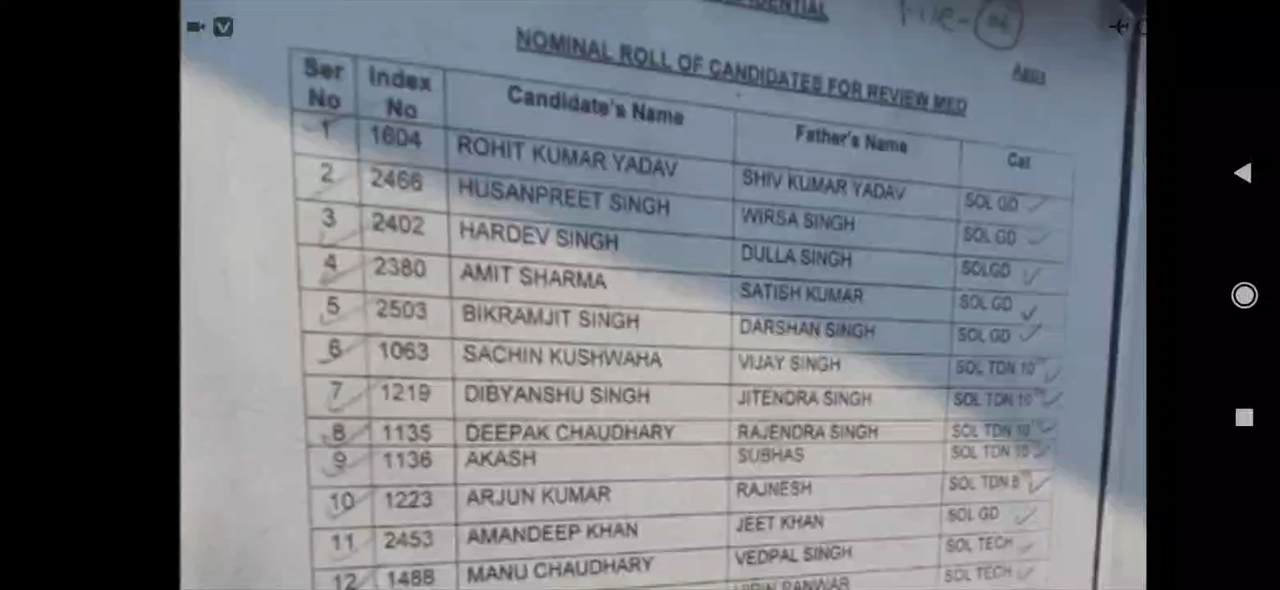 NOMINAL ROLL OF CANDIDATES FOR REVIEW MED
Ser No Index No Candidate's Name Father's Name Cat
1 1604 ROHIT KUMAR YADAV SHIV KUMAR YADAV SOL GD
2 2466 HUSANPREET SINGH WIRSA SINGH SOL GD
3 2402 HARDEV SINGH DULLA SINGH SOLGD
4 2380 AMIT SHARMA SATISH KUMAR SOL GD
5 2503 BIKRAMJIT SINGH DARSHAN SINGH SOL GD
6 1063 SACHIN KUSHWAHA VIJAY SINGH SOL TDN 10
7 1219 DIBYANSHU SINGH JITENDRA SINGH SOL TDN 10
8 1135 DEEPAK CHAUDHARY RAJENDRA SINGH SOL TDN 10
9 1136 AKASH SUBHAS SOL TDN 10
10 1223 ARJUN KUMAR RAJNESH SOL TDN 8
11 2453 AMANDEEP KHAN JEET KHAN SOL GD
12 1488 MANU CHAUDHARY VEDPAL SINGH SOL TECH
SOL TECH